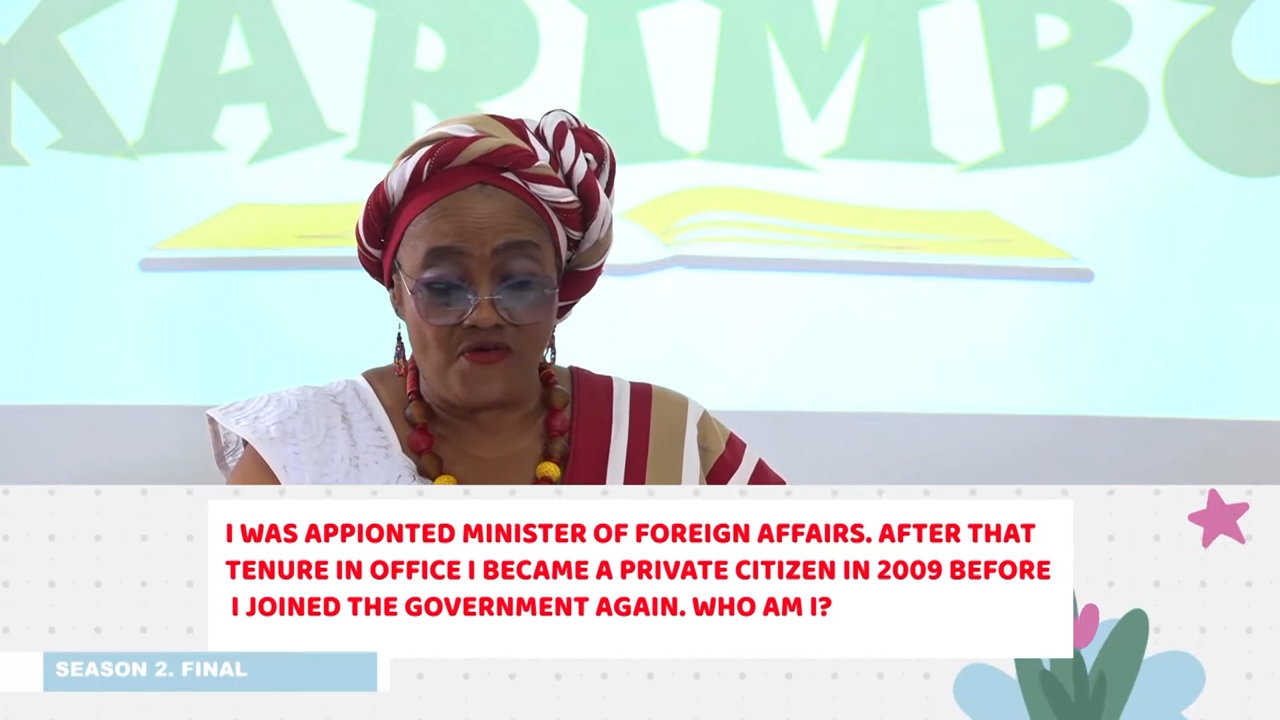 KARIMBO
I WAS APPIONTED MINISTER OF FOREIGN AFFAIRS. AFTER THAT
TENURE IN OFFICE I BECAME A PRIVATE CITIZEN IN 2009 BEFORE
I JOINED THE GOVERNMENT AGAIN. WHO AM I?
SEASON 2. FINAL